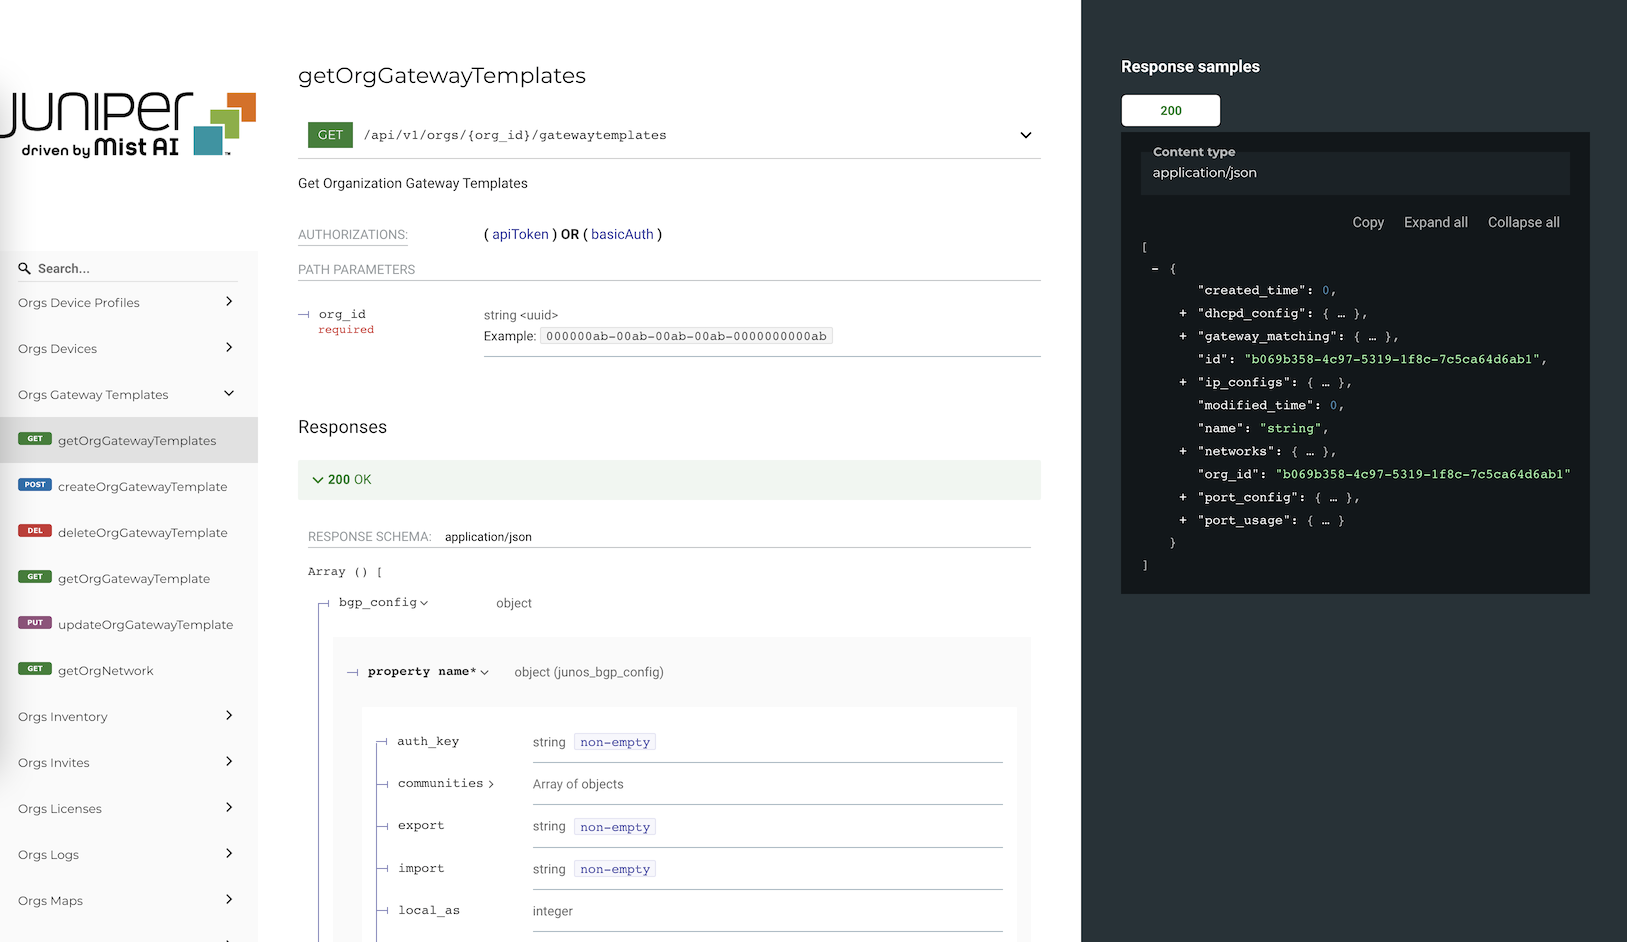 JUNIPer
driven by Mist AI
™
Search...
Orgs Device Profiles
Orgs Devices
Orgs Gateway Templates
GET getOrgGatewayTemplates
POST createOrgGatewayTemplate
DEL deleteOrgGatewayTemplate
GET getOrgGatewayTemplate
PUT updateOrgGatewayTemplate
GET getOrgNetwork
Orgs Inventory
Orgs Invites
Orgs Licenses
Orgs Logs
Orgs Maps
getOrgGatewayTemplates
GET /api/v1/orgs/{org_id}/gatewaytemplates
Get Organization Gateway Templates
AUTHORIZATIONS: ( apiToken ) OR ( basicAuth )
PATH PARAMETERS
org_id string <uuid>
required
Example: 000000ab-00ab-00ab-00ab-0000000000ab
Responses
200 OK
RESPONSE SCHEMA: application/json
Array () [
bgp_config object
property name* object (junos_bgp_config)
auth_key string non-empty
communities > Array of objects
export string non-empty
import string non-empty
local_as integer
Response samples
200
Content type
application/json
Copy Expand all Collapse all
[
- {
"created_time": 0,
+ "dhcpd_config": { … },
+ "gateway_matching": { … },
"id": "b069b358-4c97-5319-1f8c-7c5ca64d6ab1",
+ "ip_configs": { … },
"modified_time": 0,
"name": "string",
+ "networks": { … },
"org_id": "b069b358-4c97-5319-1f8c-7c5ca64d6ab1"
+ "port_config": { … },
+ "port_usage": { … }
}
]